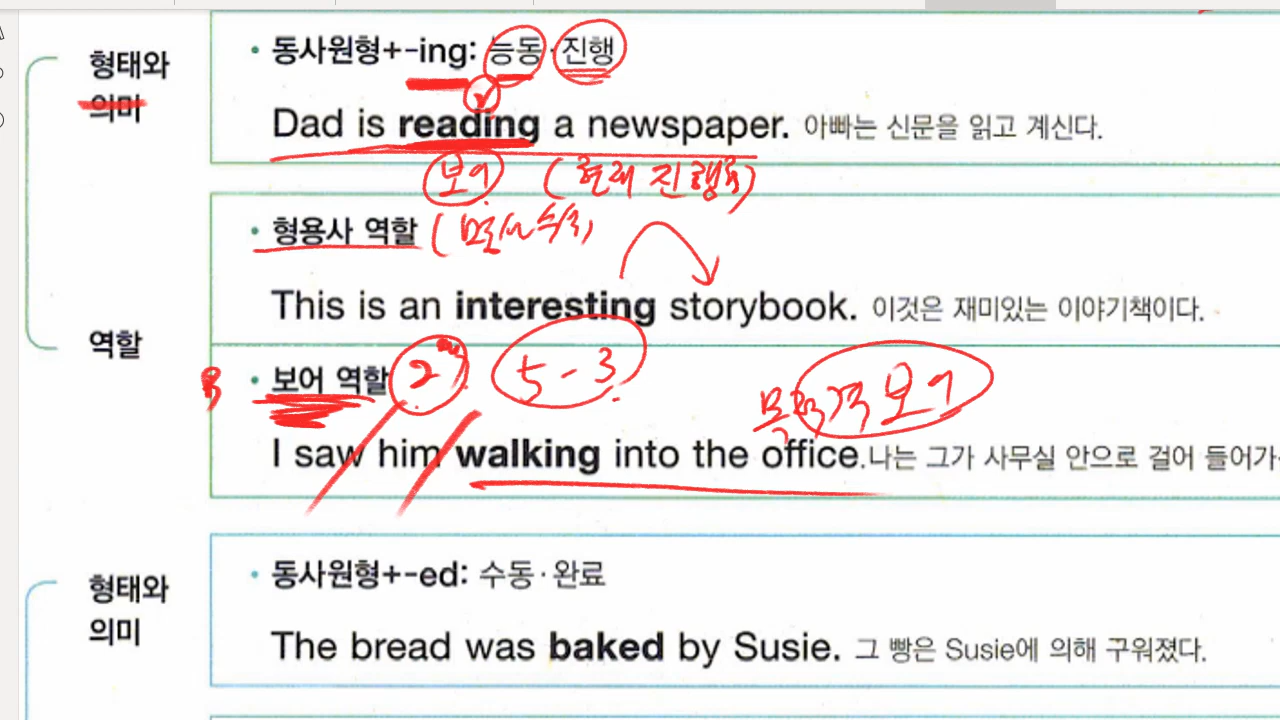 형태와
의미
• 동사원형+-ing: 능동·진행
Dad is reading a newspaper. 아빠는 신문을 읽고 계신다.
보어 (현재 진행형)
• 형용사 역할 (
This is an interesting storybook. 이것은 재미있는 이야기책이다.
역할
• 보어 역할 2 5-3
목적격 보어
I saw him walking into the office. 나는 그가 사무실 안으로 걸어 들어가
형태와
의미
• 동사원형+-ed: 수동·완료
The bread was baked by Susie. 그 빵은 Susie에 의해 구워졌다.